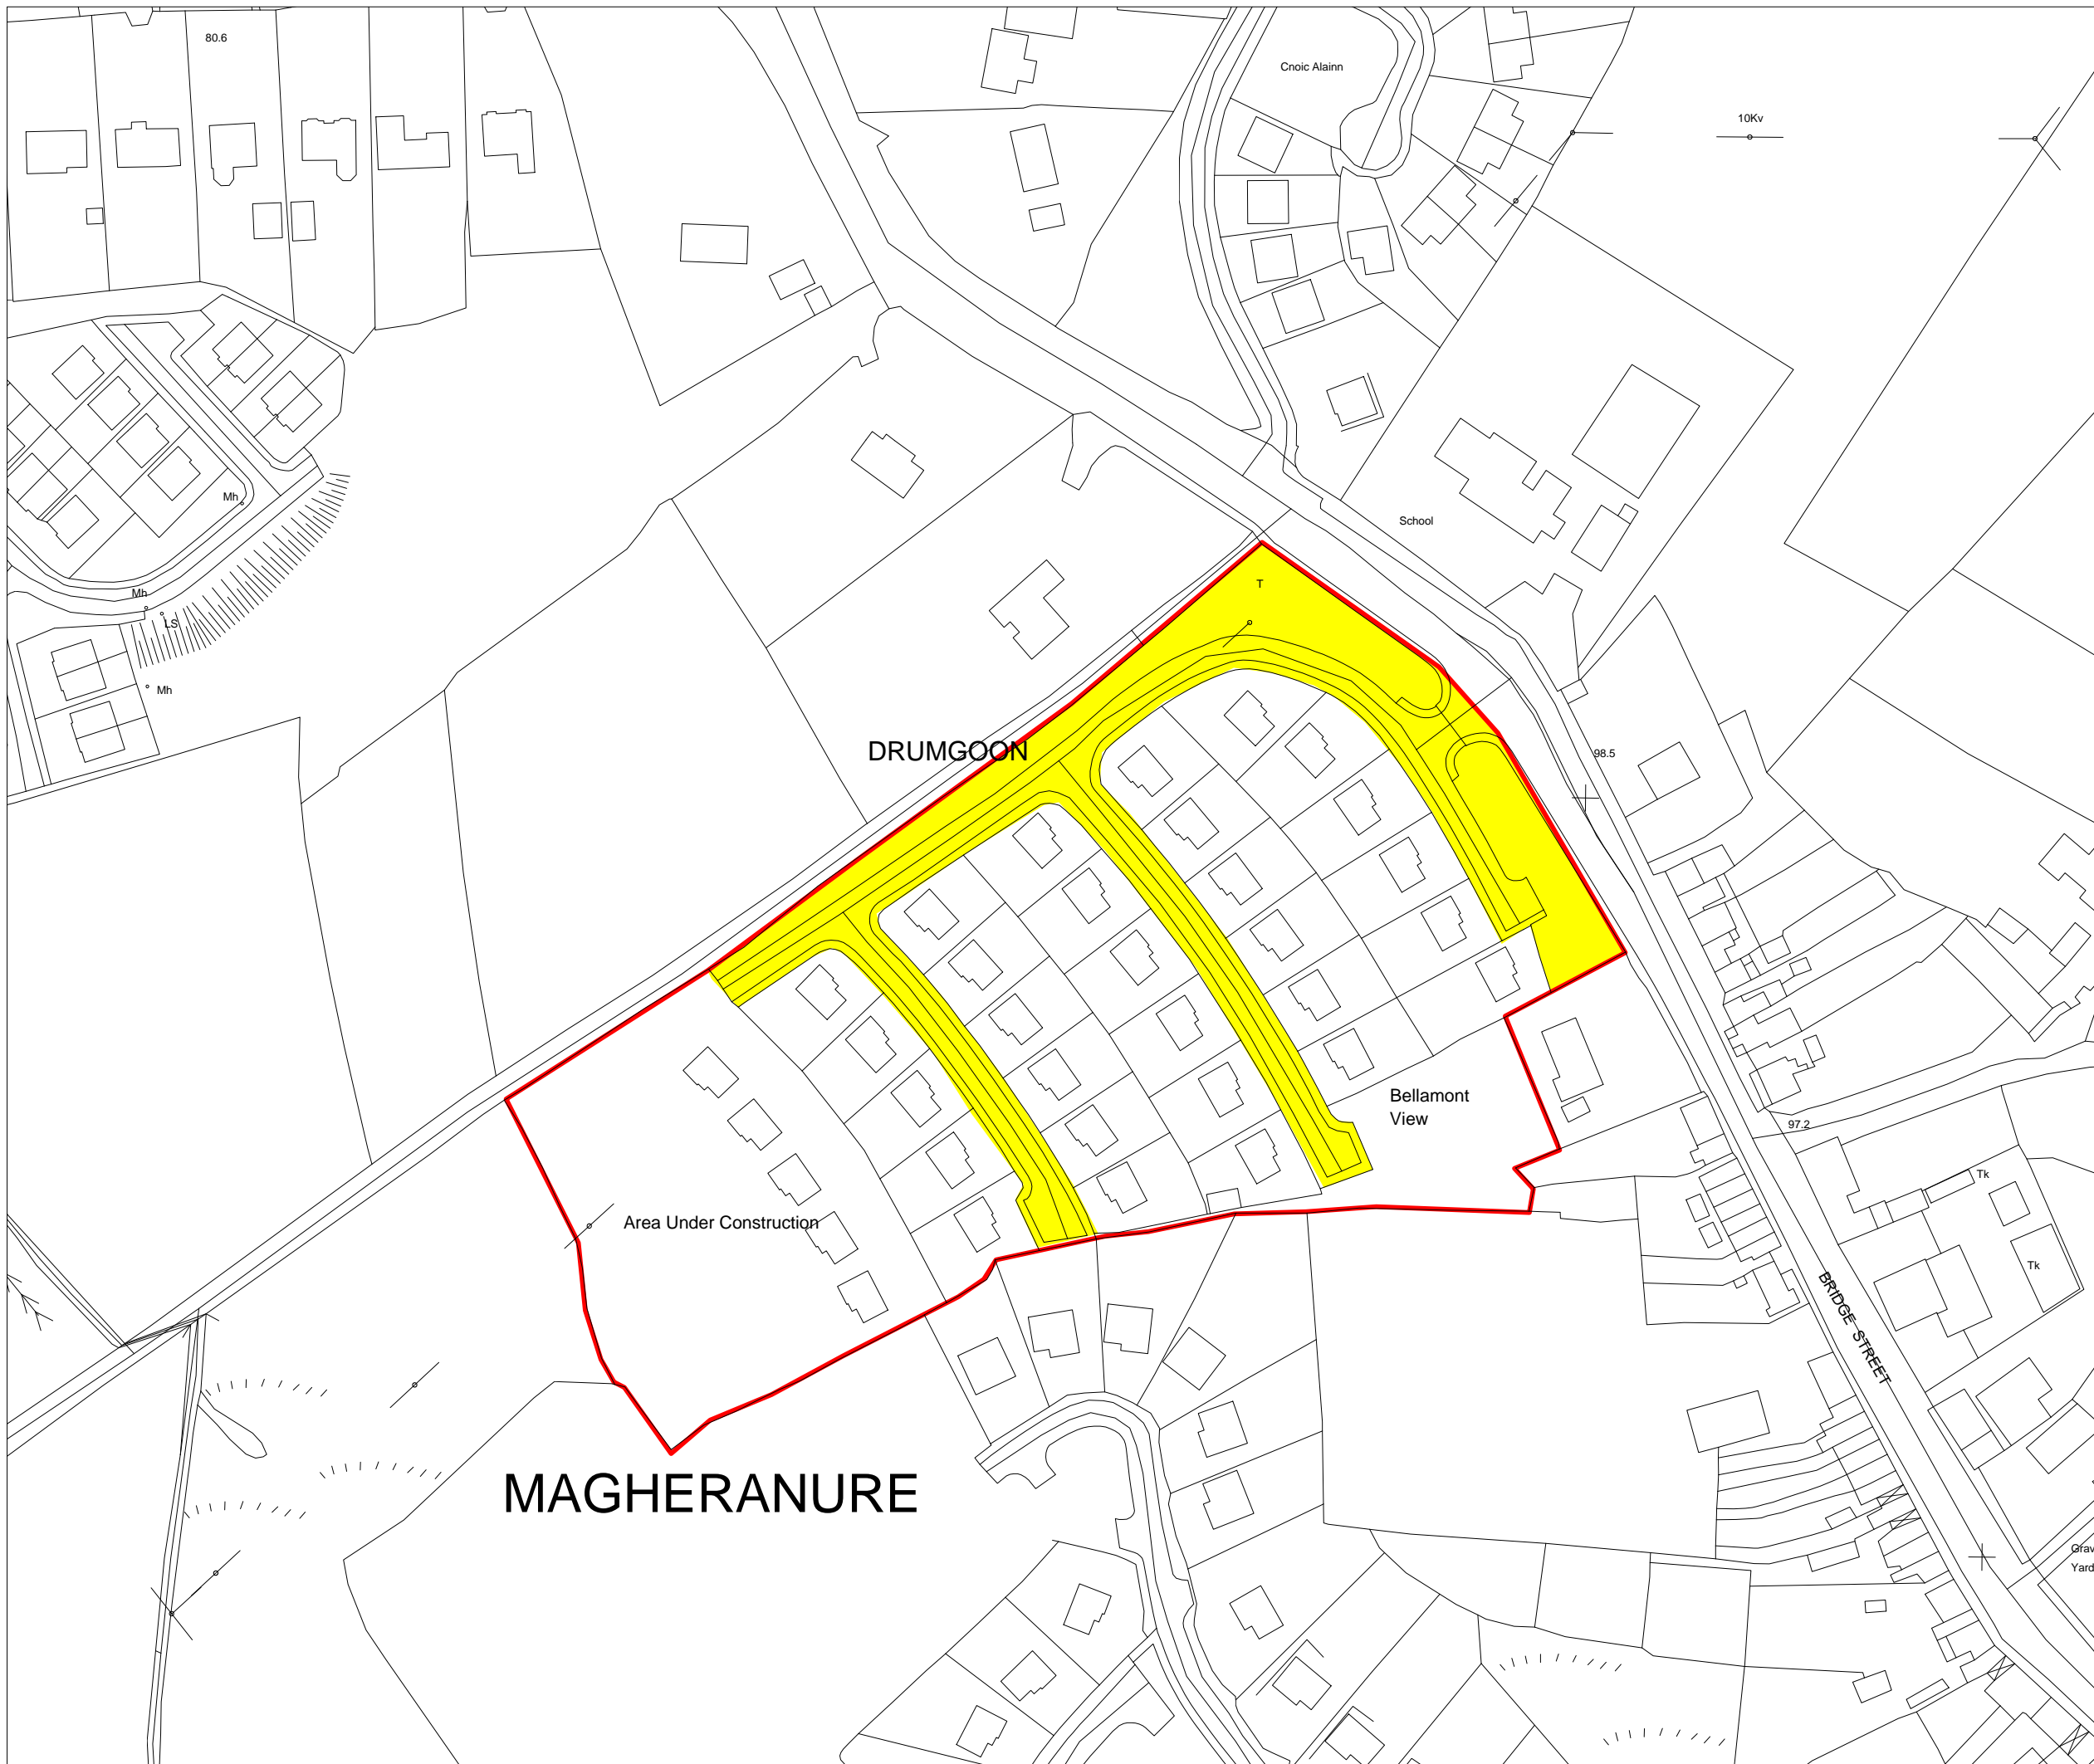 80.6
Cnoic Alainn
10Kv
School
Mh
T
Mh
LS
Mh
DRUMGOON
98.5
Bellamont
View
97.2
Tk
Area Under Construction
Tk
BRIDGE STREET
MAGHERANURE
Yard